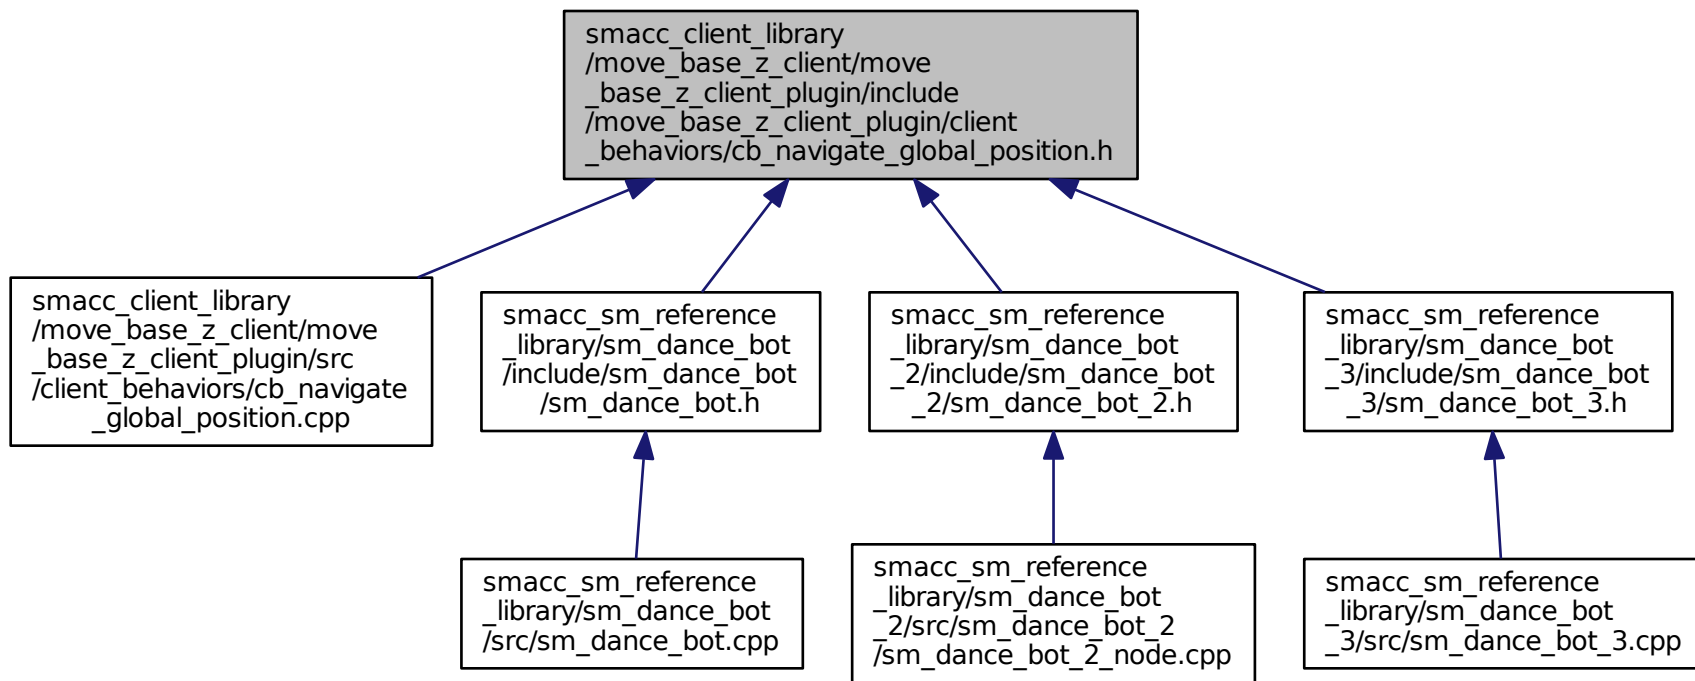 smacc_client_library
/move_base_z_client/move
_base_z_client_plugin/include
/move_base_z_client_plugin/client
_behaviors/cb_navigate_global_position.h
smacc_client_library
/move_base_z_client/move
_base_z_client_plugin/src
/client_behaviors/cb_navigate
_global_position.cpp
smacc_sm_reference
_library/sm_dance_bot
/include/sm_dance_bot
/sm_dance_bot.h
smacc_sm_reference
_library/sm_dance_bot
_2/include/sm_dance_bot
_2/sm_dance_bot_2.h
smacc_sm_reference
_library/sm_dance_bot
_3/include/sm_dance_bot
_3/sm_dance_bot_3.h
smacc_sm_reference
_library/sm_dance_bot
/src/sm_dance_bot.cpp
smacc_sm_reference
_library/sm_dance_bot
_2/src/sm_dance_bot_2
/sm_dance_bot_2_node.cpp
smacc_sm_reference
_library/sm_dance_bot
_3/src/sm_dance_bot_3.cpp